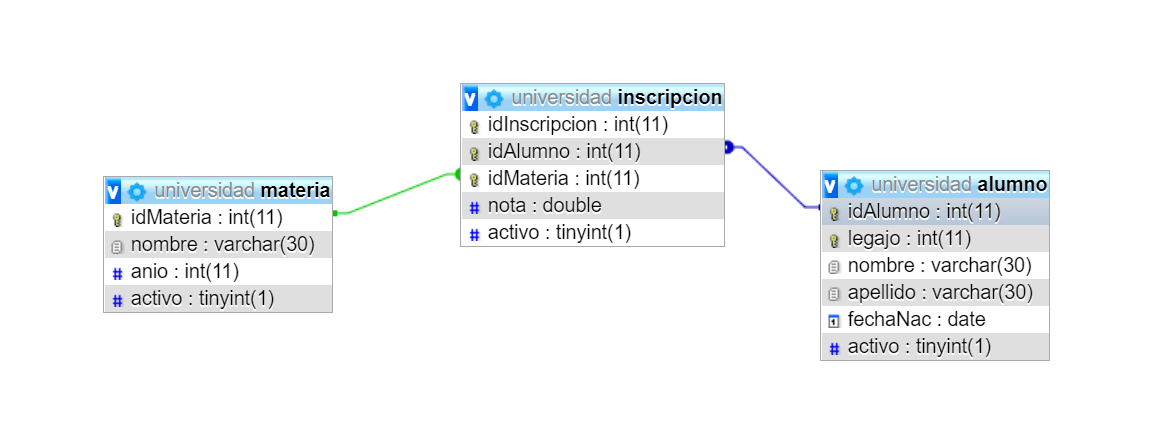 universidad materia
idMateria : int(11)
nombre : varchar(30)
anio : int(11)
activo : tinyint(1)
universidad inscripcion
idInscripcion : int(11)
idAlumno : int(11)
idMateria : int(11)
nota : double
activo : tinyint(1)
universidad alumno
idAlumno : int(11)
legajo : int(11)
nombre : varchar(30)
apellido : varchar(30)
fechaNac : date
activo : tinyint(1)